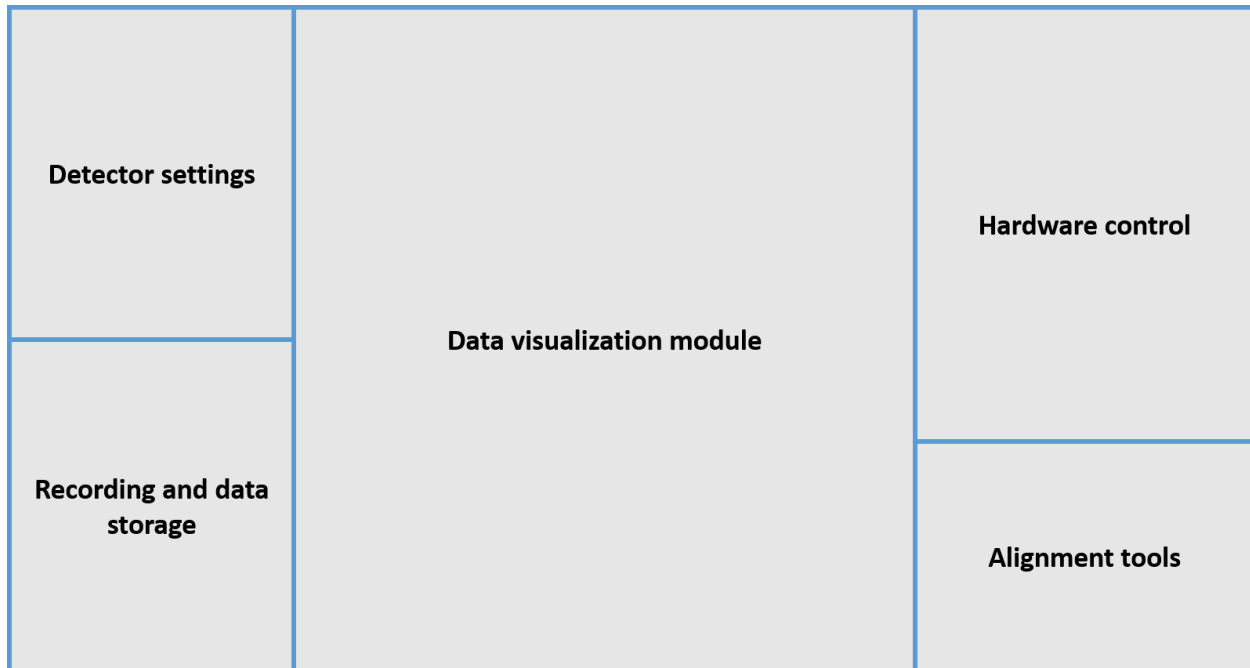 Detector settings
Recording and data
storage
Data visualization module
Hardware control
Alignment tools